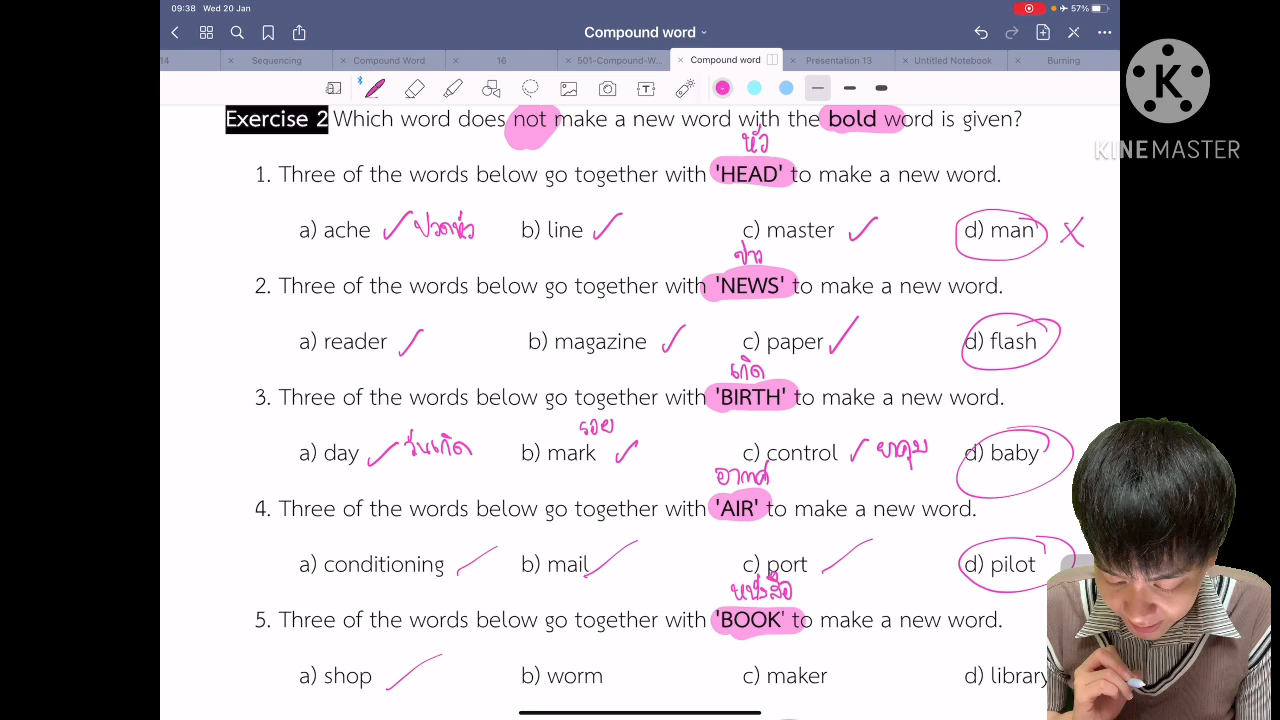 09:38 Wed 20 Jan
57%
Compound word
14
Sequencing
Compound Word
16
501-Compound-W...
Compound word
Presentation 13
Untitled Notebook
Burning
K
KINEMASTER
Exercise 2 Which word does not make a new word with the bold word is given?
หัว
1. Three of the words below go together with 'HEAD' to make a new word.
a) ache ✓ ปวดหัว b) line ✓ c) master ✓ d) man X
ข่าว
2. Three of the words below go together with 'NEWS' to make a new word.
a) reader ✓ b) magazine ✓ c) paper ✓ d) flash
เกิด
3. Three of the words below go together with 'BIRTH' to make a new word.
รอย
a) day ✓ วันเกิด b) mark ✓ c) control ✓ ยาคุม d) baby
อากาศ
4. Three of the words below go together with 'AIR' to make a new word.
a) conditioning ✓ b) mail ✓ c) port ✓ d) pilot
หนังสือ
5. Three of the words below go together with 'BOOK' to make a new word.
a) shop ✓ b) worm c) maker d) library